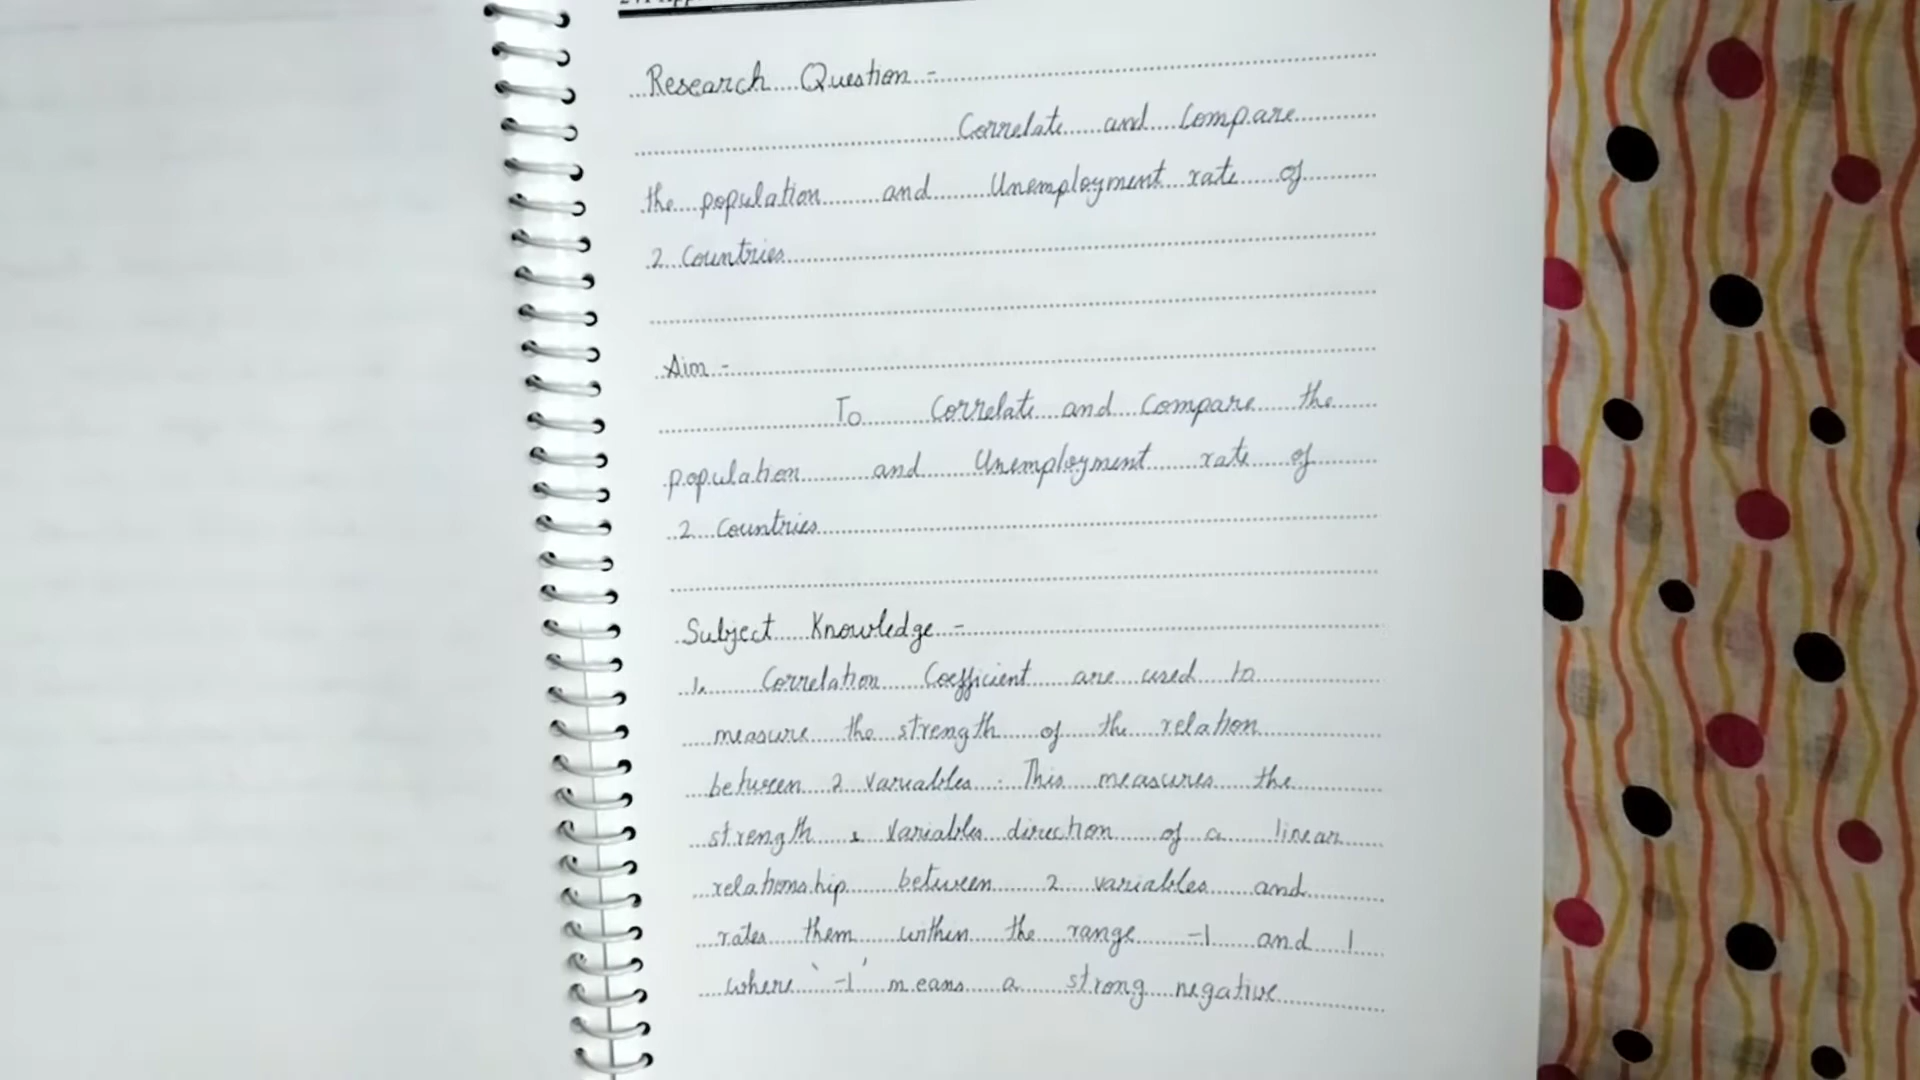 Research Question -
Correlate and Compare
the population and Unemployment rate of
2 Countries
Aim -
To Correlate and Compare the
population and Unemployment rate of
2 Countries
Subject Knowledge -
1. Correlation Coefficient are used to
measure the strength of the relation
between 2 variables. This measures the
strength & Variables direction of a linear
relationship between 2 variables and
rates them within the range -1 and 1
where '-1' means a strong negative